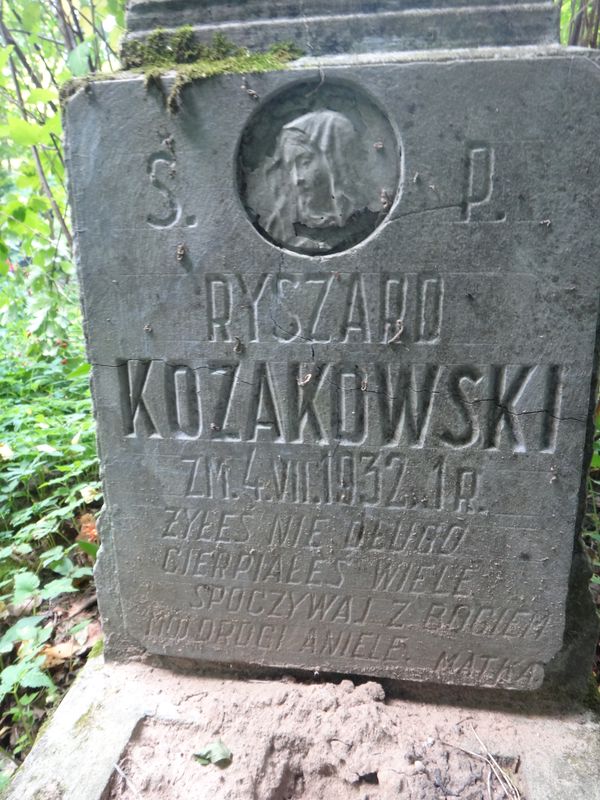 S. P.
RYSZARD
KOZAKOWSKI
ZM. 4.VII.1932. 1 R.
ŻYŁEŚ NIE DŁUGO
CIERPIAŁEŚ WIELE
SPOCZYWAJ Z BOGIEM
MÓJ DROGI ANIELE. MATKA